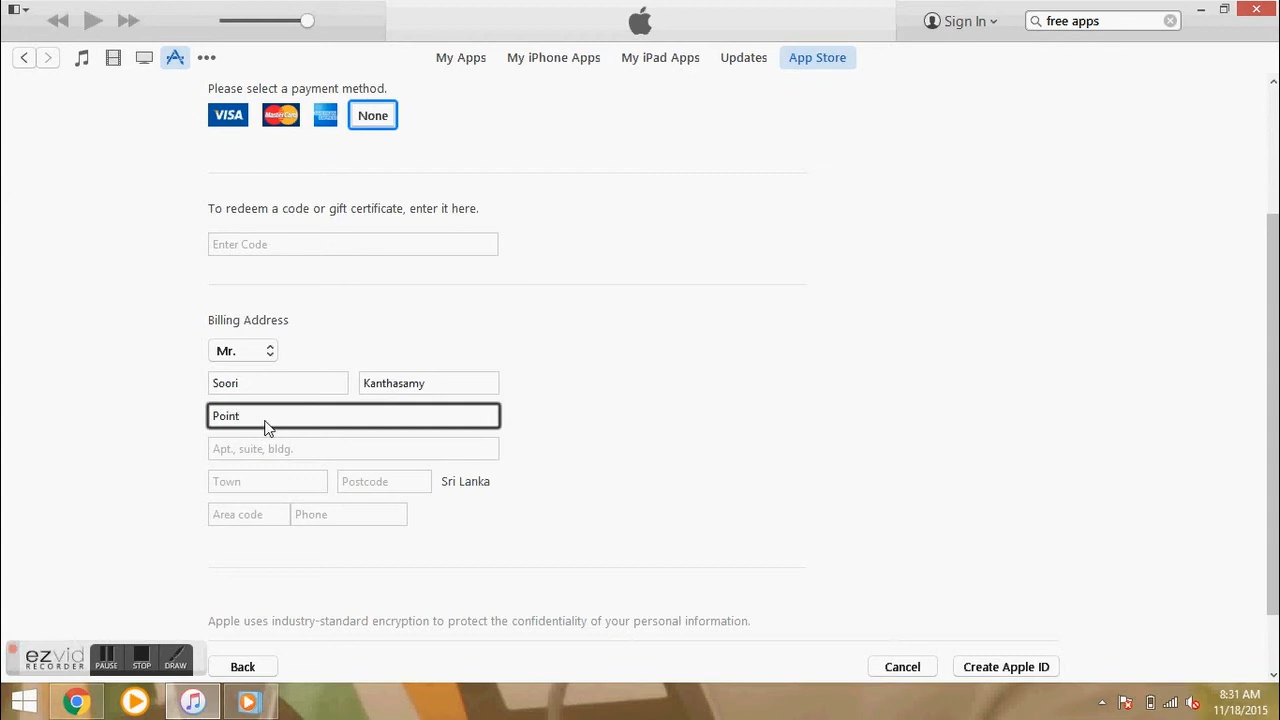 Sign In
free apps
My Apps My iPhone Apps My iPad Apps Updates App Store
Please select a payment method.
VISA MasterCard None
To redeem a code or gift certificate, enter it here.
Enter Code
Billing Address
Mr.
Soori Kanthasamy
Point
Apt., suite, bldg.
Town Postcode Sri Lanka
Area code Phone
Apple uses industry-standard encryption to protect the confidentiality of your personal information.
ezvid
RECORDER
PAUSE STOP DRAW
Back Cancel Create Apple ID
8:31 AM
11/18/2015